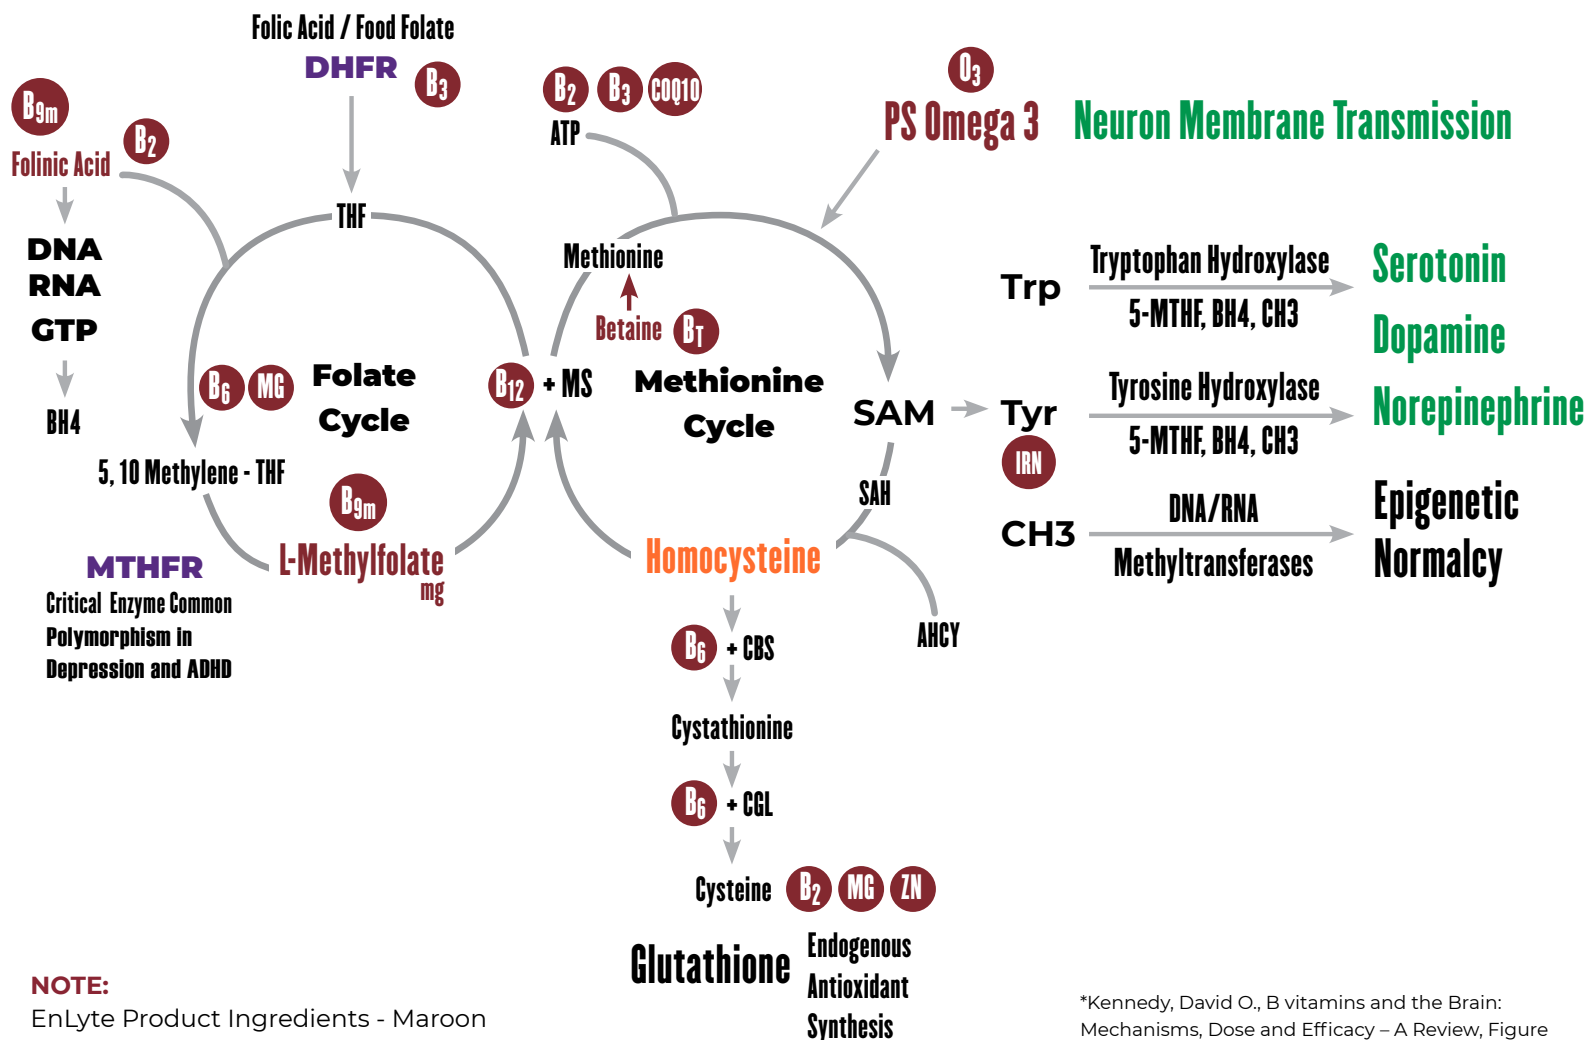 Folic Acid / Food Folate
DHFR
B3
B9m
B2
Folinic Acid
DNA
RNA
GTP
BH4
THF
B2
B3
COQ10
ATP
O3
PS Omega 3
Neuron Membrane Transmission
Methionine
Betaine
BT
B6
MG
Folate
Cycle
B12
+ MS
Methionine
Cycle
SAM
SAH
5, 10 Methylene - THF
B9m
L-Methylfolate
mg
MTHFR
Critical Enzyme Common
Polymorphism in
Depression and ADHD
Homocysteine
AHCY
B6
+ CBS
Cystathionine
B6
+ CGL
Cysteine
B2
MG
ZN
Glutathione
Endogenous
Antioxidant
Synthesis
Trp
Tryptophan Hydroxylase
5-MTHF, BH4, CH3
Serotonin
Dopamine
Norepinephrine
Tyr
IRN
Tyrosine Hydroxylase
5-MTHF, BH4, CH3
CH3
DNA/RNA
Methyltransferases
Epigenetic
Normalcy
NOTE:
EnLyte Product Ingredients - Maroon
*Kennedy, David O., B vitamins and the Brain:
Mechanisms, Dose and Efficacy – A Review, Figure